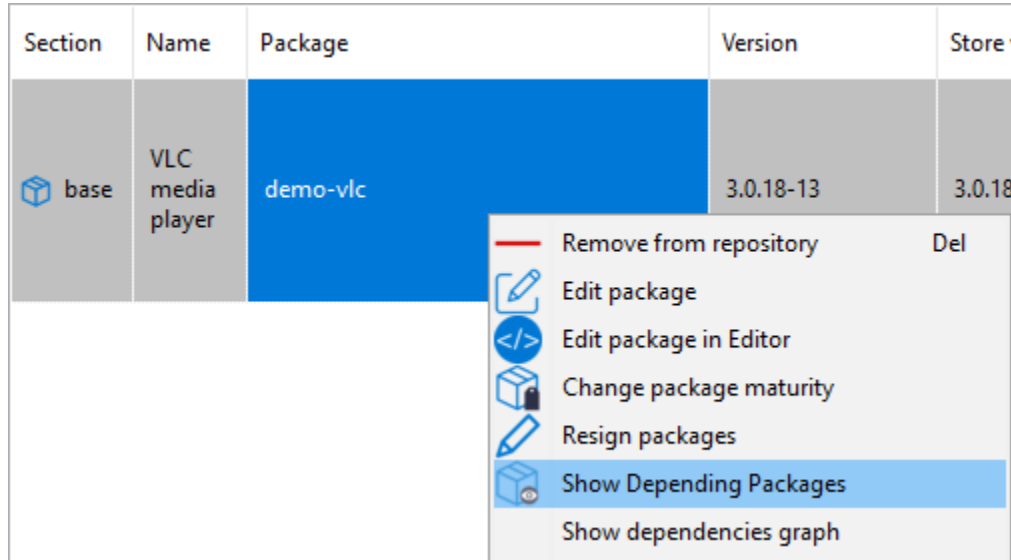 Section Name Package Version Store
base VLC media player demo-vlc 3.0.18-13 3.0.18
Remove from repository Del
Edit package
</> Edit package in Editor
Change package maturity
Resign packages
Show Depending Packages
Show dependencies graph